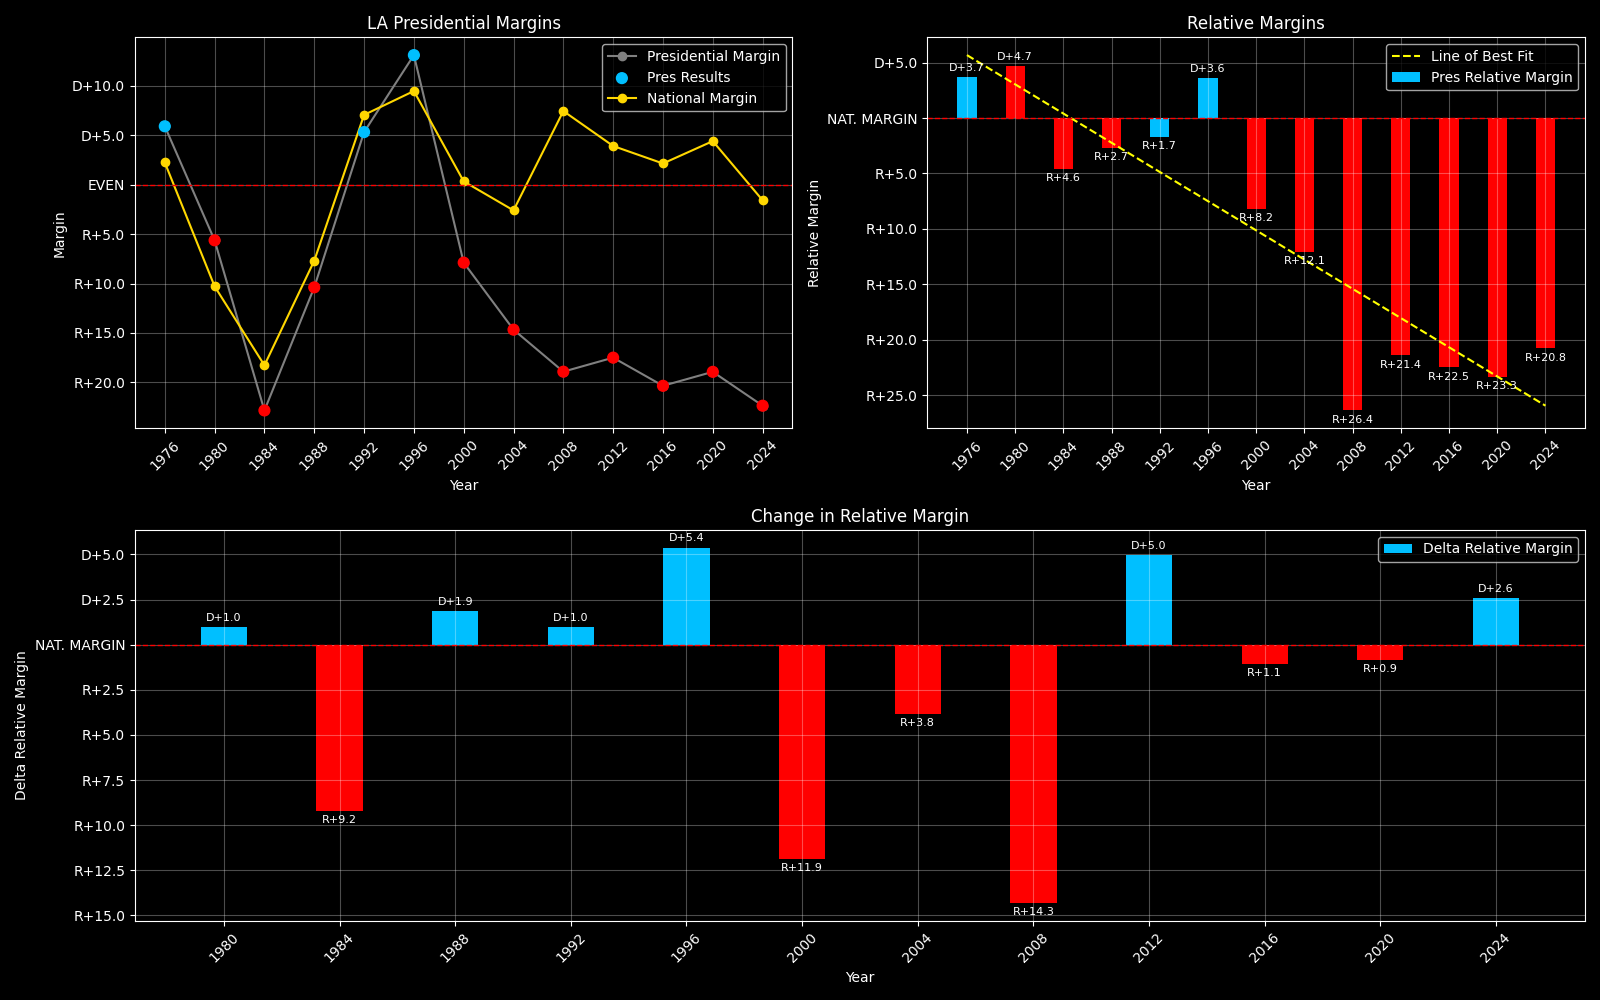 LA Presidential Margins
Presidential Margin
Pres Results
National Margin
D+10.0
D+5.0
EVEN
R+5.0
R+10.0
R+15.0
R+20.0
Margin
1976
1980
1984
1988
1992
1996
2000
2004
2008
2012
2016
2020
2024
Year
Relative Margins
Line of Best Fit
Pres Relative Margin
D+5.0
NAT. MARGIN
R+5.0
R+10.0
R+15.0
R+20.0
R+25.0
Relative Margin
D+3.7
D+4.7
R+4.6
R+2.7
R+1.7
D+3.6
R+8.2
R+12.1
R+26.4
R+21.4
R+22.5
R+23.3
R+20.8
1976
1980
1984
1988
1992
1996
2000
2004
2008
2012
2016
2020
2024
Year
Change in Relative Margin
Delta Relative Margin
D+5.0
D+2.5
NAT. MARGIN
R+2.5
R+5.0
R+7.5
R+10.0
R+12.5
R+15.0
Delta Relative Margin
D+1.0
R+9.2
D+1.9
D+1.0
D+5.4
R+11.9
R+3.8
R+14.3
D+5.0
R+1.1
R+0.9
D+2.6
1980
1984
1988
1992
1996
2000
2004
2008
2012
2016
2020
2024
Year